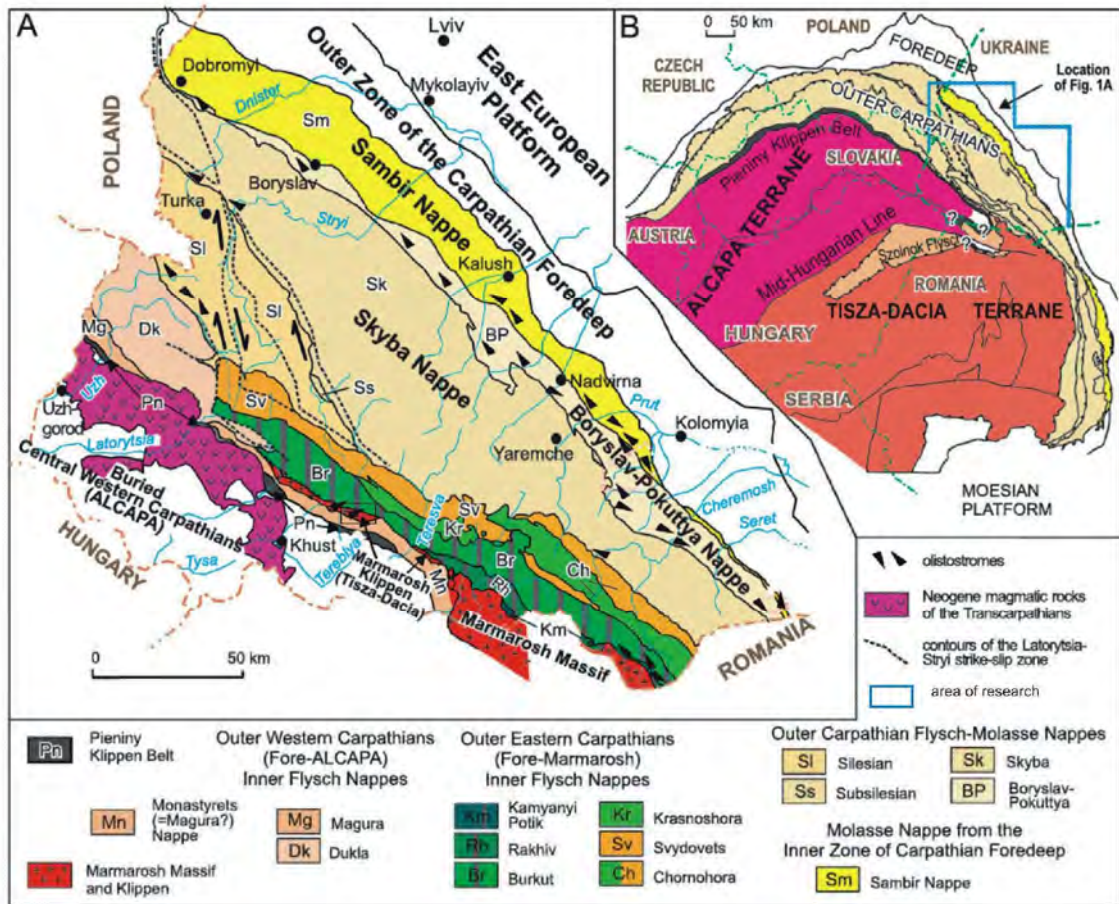 A
Lviv
Dobromyl
Mykolayiv
Dnister
East European
Platform
Outer Zone of the Carpathian Foredeep
POLAND
Sm
Sambir Nappe
Boryslav
Turka
Stryi
Sl
Kalush
Sk
Skyba Nappe
Sl
BP
Mg
Dk
Nadvirna
Prut
Kolomyia
Ss
Uzh
Uzh-
gorod
Pn
Sv
Yaremche
Boryslav-Pokuttya Nappe
Latorytsia
Cheremosh
Seret
Br
Buried
Central Western Carpathians
(ALCAPA)
Teresva
Sv
Kr
Pn
Khust
Br
Ch
HUNGARY
Tysa
Tereblya
Marmarosh
Klippen
(Tisza-Dacia)
Mn
Rh
Km
Marmarosh Massif
ROMANIA
0 50 km
B
0 50 km
POLAND
FOREDEEP
UKRAINE
CZECH
REPUBLIC
Location
of Fig. 1A
OUTER CARPATHIANS
Pieniny Klippen Belt
SLOVAKIA
ALCAPA TERRANE
AUSTRIA
? ?
?
Mid-Hungarian Line
Szolnok Flysch
ROMANIA
TISZA-DACIA TERRANE
HUNGARY
SERBIA
MOESIAN
PLATFORM
olistostromes
Neogene magmatic rocks
of the Transcarpathians
contours of the Latorytsia-
Stryi strike-slip zone
area of research
Pn Pieniny
Klippen Belt
Mn Monastyrets
(=Magura?)
Nappe
Marmarosh Massif
and Klippen
Outer Western Carpathians
(Fore-ALCAPA)
Inner Flysch Nappes
Mg Magura
Dk Dukla
Outer Eastern Carpathians
(Fore-Marmarosh)
Inner Flysch Nappes
Km Kamyanyi
Potik
Rh Rakhiv
Br Burkut
Kr Krasnoshora
Sv Svydovets
Ch Chornohora
Outer Carpathian Flysch-Molasse Nappes
Sl Silesian
Ss Subsilesian
Sk Skyba
BP Boryslav-
Pokuttya
Molasse Nappe from the
Inner Zone of Carpathian Foredeep
Sm Sambir Nappe